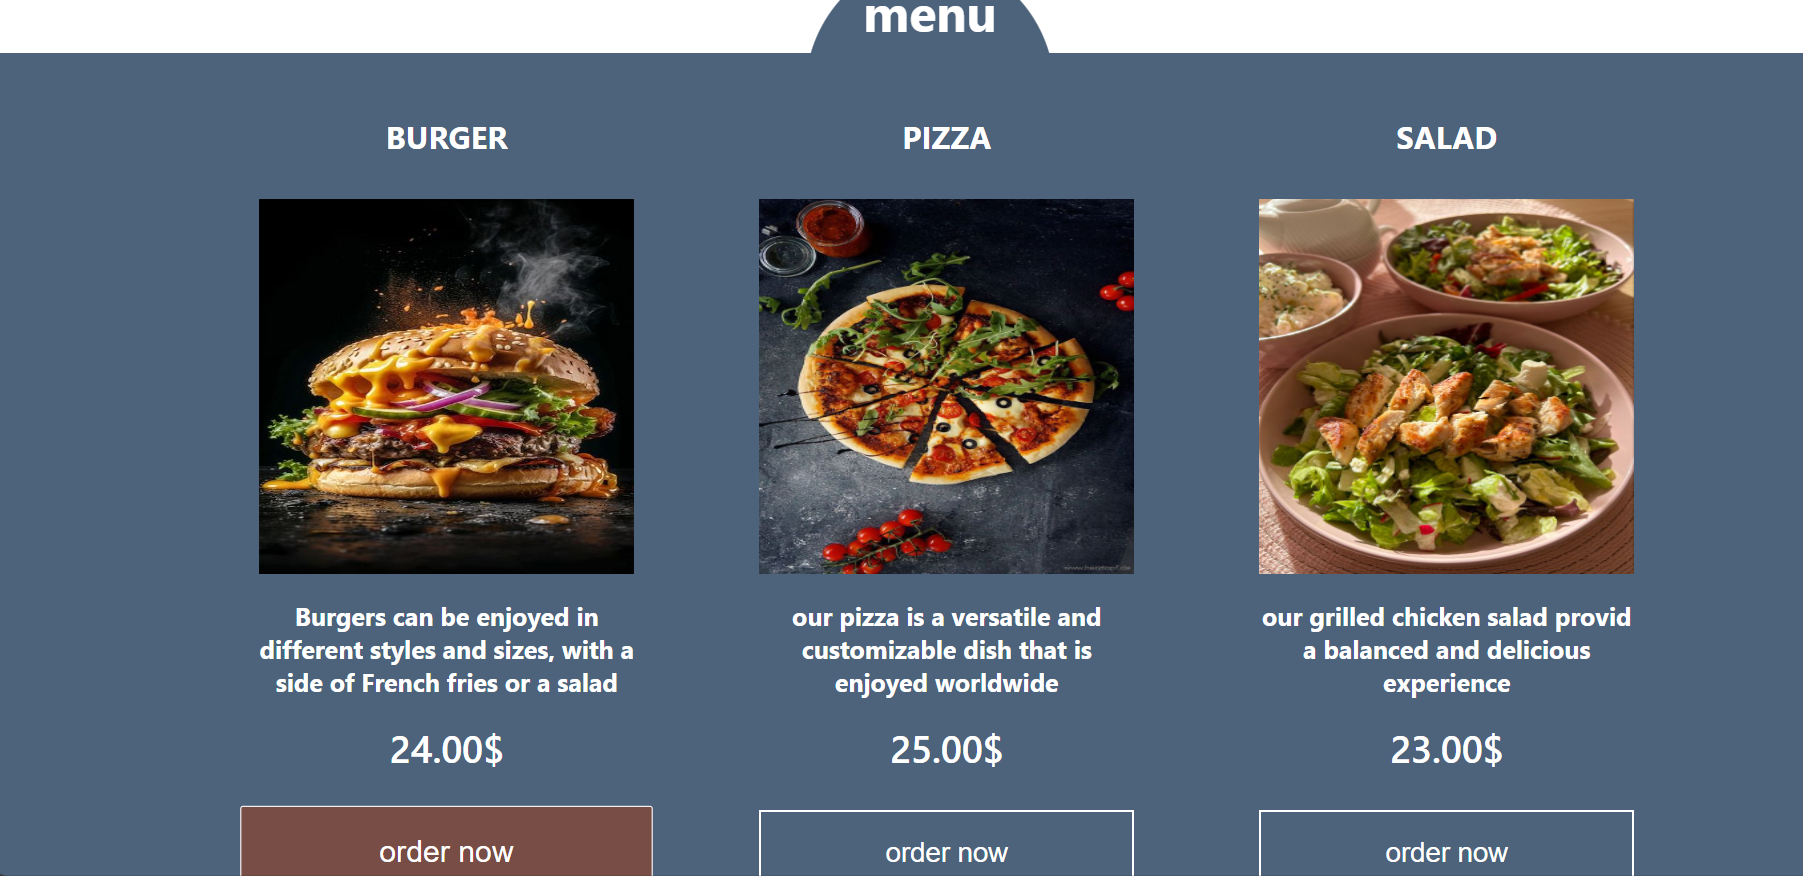 menu
BURGER
PIZZA
SALAD
Burgers can be enjoyed in
different styles and sizes, with a
side of French fries or a salad
our pizza is a versatile and
customizable dish that is
enjoyed worldwide
our grilled chicken salad provid
a balanced and delicious
experience
24.00$
25.00$
23.00$
order now
order now
order now